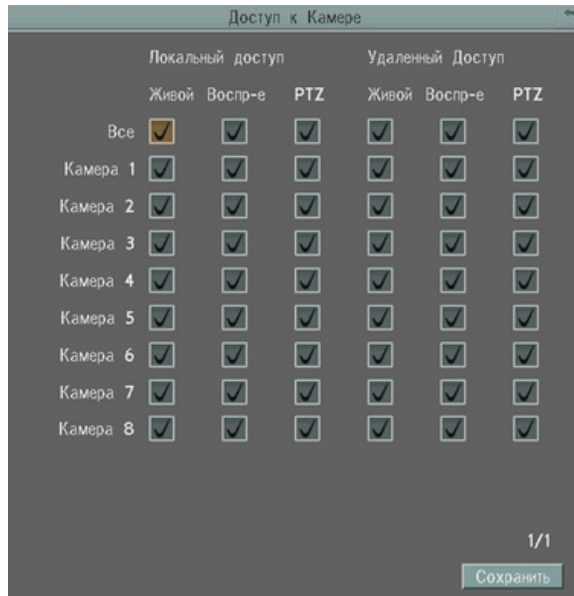 Доступ к Камере
Локальный доступ Удаленный Доступ
Живой Воспр-е PTZ Живой Воспр-е PTZ
Все
Камера 1
Камера 2
Камера 3
Камера 4
Камера 5
Камера 6
Камера 7
Камера 8
1/1
Сохранить